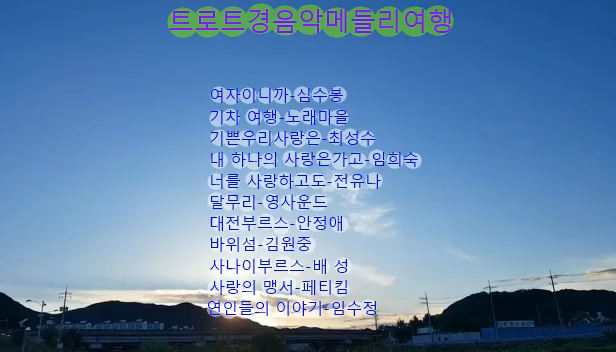 트로트경음악메들리여행
여자이니까-심수봉
기차 여행-노래마을
기쁜우리사랑은-최성수
내 하나의 사랑은가고-임희숙
너를 사랑하고도-전유나
달무리-영사운드
대전부르스-안정애
바위섬-김원중
사나이부르스-배 성
사랑의 맹서-페티킴
연인들의 이야기-임수정